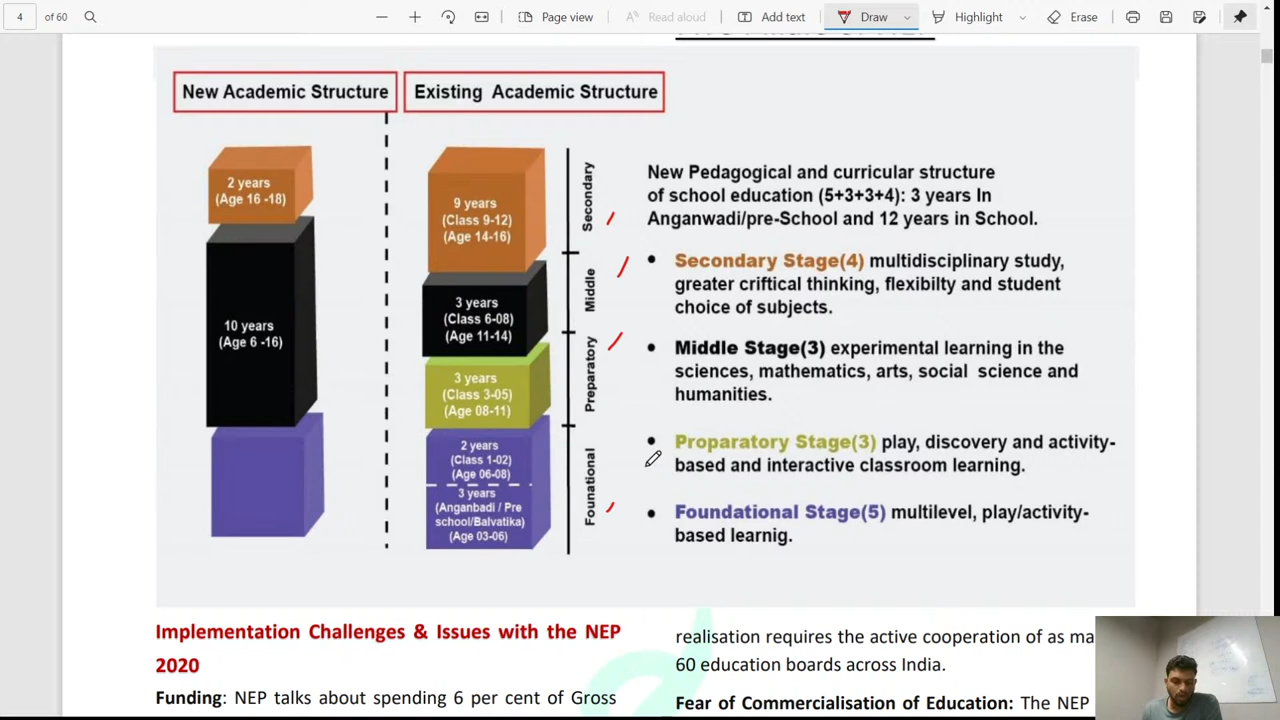 4
of 60
Page view
Read aloud
Add text
Draw
Highlight
Erase
New Academic Structure
Existing Academic Structure
2 years
(Age 16 -18)
10 years
(Age 6 -16)
9 years
(Class 9-12)
(Age 14-16)
3 years
(Class 6-08)
(Age 11-14)
3 years
(Class 3-05)
(Age 08-11)
2 years
(Class 1-02)
(Age 06-08)
3 years
(Anganbadi / Pre
school/Balvatika)
(Age 03-06)
Secondary
Middle
Preparatory
Founational
New Pedagogical and curricular structure
of school education (5+3+3+4): 3 years In
Anganwadi/pre-School and 12 years in School.
• Secondary Stage(4) multidisciplinary study,
greater criftical thinking, flexibilty and student
choice of subjects.
• Middle Stage(3) experimental learning in the
sciences, mathematics, arts, social science and
humanities.
• Proparatory Stage(3) play, discovery and activity-
based and interactive classroom learning.
• Foundational Stage(5) multilevel, play/activity-
based learnig.
Implementation Challenges & Issues with the NEP
2020
Funding: NEP talks about spending 6 per cent of Gross
realisation requires the active cooperation of as
60 education boards across India.
Fear of Commercialisation of Education: The NEP